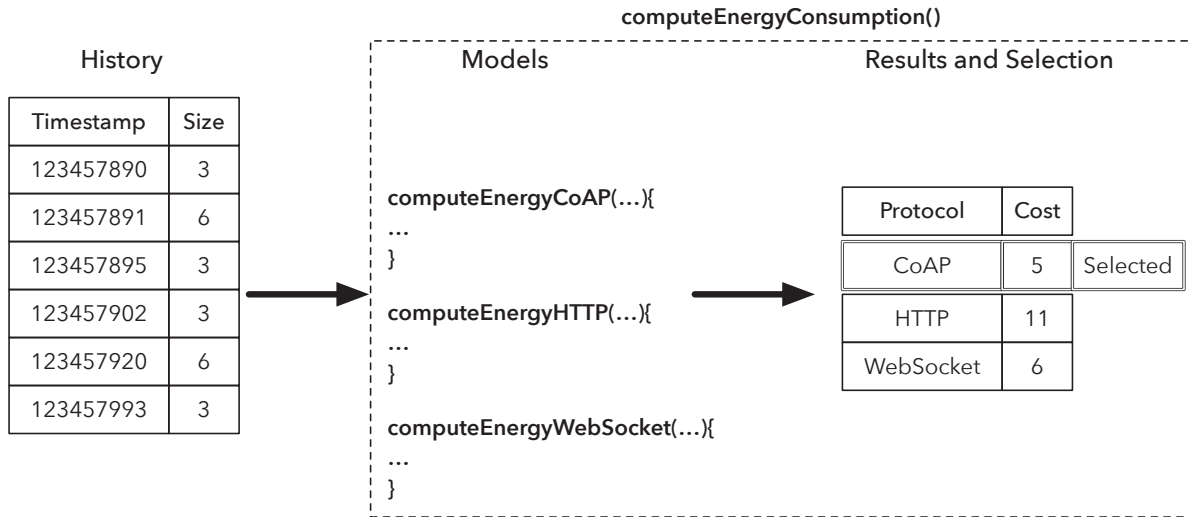 computeEnergyConsumption()
History
Timestamp Size
123457890 3
123457891 6
123457895 3
123457902 3
123457920 6
123457993 3
Models
computeEnergyCoAP(...){
...
}
computeEnergyHTTP(...){
...
}
computeEnergyWebSocket(...){
...
}
Results and Selection
Protocol Cost
CoAP 5 Selected
HTTP 11
WebSocket 6